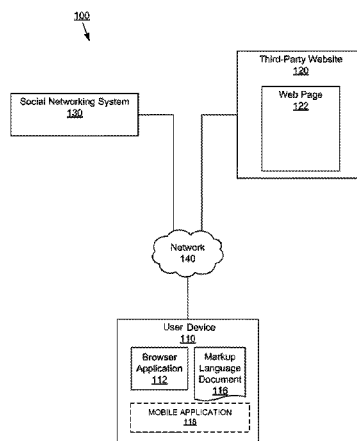 100
Social Networking System
130
Third-Party Website
120
Web Page
122
Network
140
User Device
110
Browser
Application
112
Markup
Language
Document
116
MOBILE APPLICATION
118